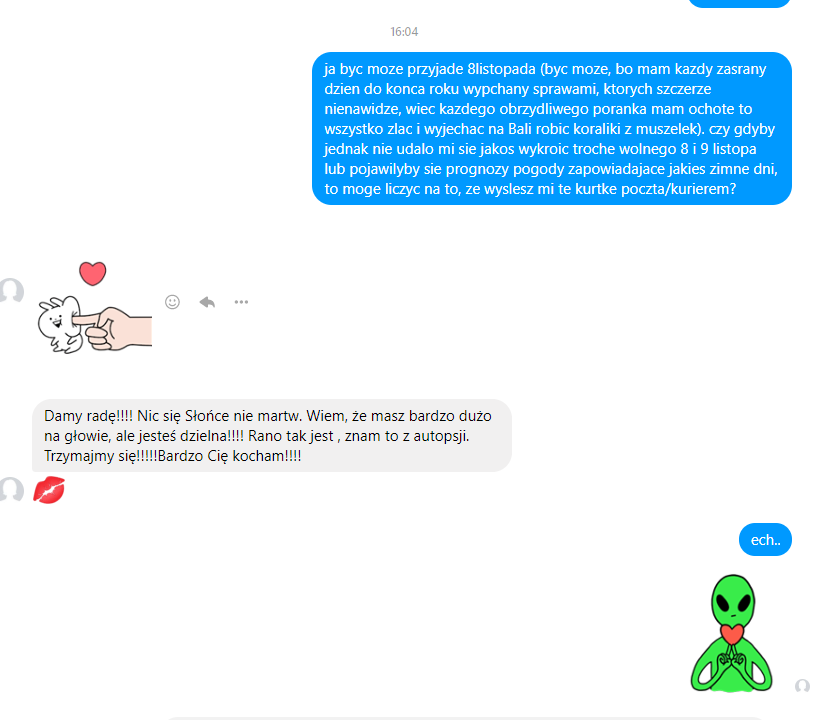 16:04
ja byc moze przyjade 8listopada (byc moze, bo mam kazdy zasrany
dzien do konca roku wypchany sprawami, ktorych szczerze
nienawidze, wiec kazdego obrzydliwego poranka mam ochote to
wszystko zlac i wyjechac na Bali robic koraliki z muszelek). czy gdyby
jednak nie udalo mi sie jakos wykroic troche wolnego 8 i 9 listopa
lub pojawilyby sie prognozy pogody zapowiadajace jakies zimne dni,
to moge liczyc na to, ze wyslesz mi te kurtke poczta/kurierem?
Damy radę!!!! Nic się Słońce nie martw. Wiem, że masz bardzo dużo
na głowie, ale jesteś dzielna!!!! Rano tak jest , znam to z autopsji.
Trzymajmy się!!!!!Bardzo Cię kocham!!!!
ech..